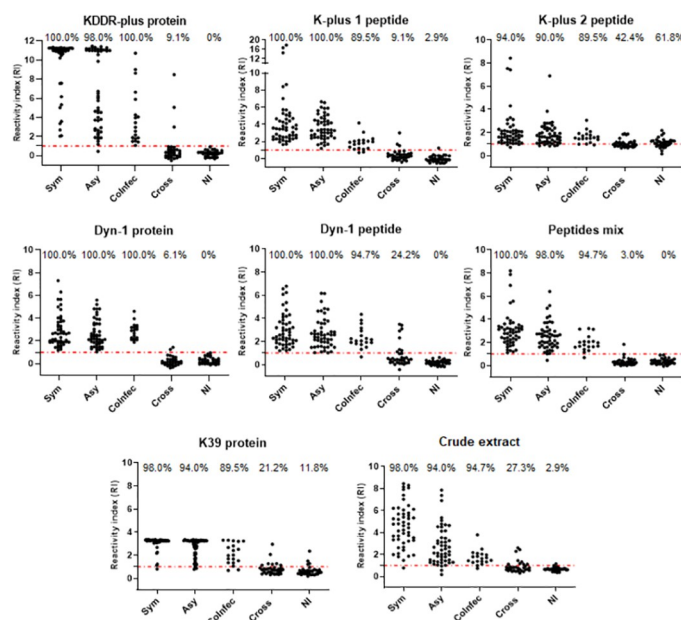 KDDR-plus protein
100.0% 98.0% 100.0% 9.1% 0%
Reactivity index (RI)
12
10
8
6
4
2
0
Sym Asy CoInfec Cross NI
K-plus 1 peptide
100.0% 100.0% 89.5% 9.1% 2.9%
Reactivity index (RI)
20
16
10
8
6
4
2
0
Sym Asy CoInfec Cross NI
K-plus 2 peptide
94.0% 90.0% 89.5% 42.4% 61.8%
Reactivity index (RI)
10
8
6
4
2
0
Sym Asy CoInfec Cross NI
Dyn-1 protein
100.0% 100.0% 100.0% 6.1% 0%
Reactivity index (RI)
10
8
6
4
2
0
Sym Asy CoInfec Cross NI
Dyn-1 peptide
100.0% 100.0% 94.7% 24.2% 0%
Reactivity index (RI)
10
8
6
4
2
0
Sym Asy CoInfec Cross NI
Peptides mix
100.0% 98.0% 94.7% 3.0% 0%
Reactivity index (RI)
10
8
6
4
2
0
Sym Asy CoInfec Cross NI
K39 protein
98.0% 94.0% 89.5% 21.2% 11.8%
Reactivity index (RI)
10
8
6
4
2
0
Sym Asy CoInfec Cross NI
Crude extract
98.0% 94.0% 94.7% 27.3% 2.9%
Reactivity index (RI)
10
8
6
4
2
0
Sym Asy CoInfec Cross NI